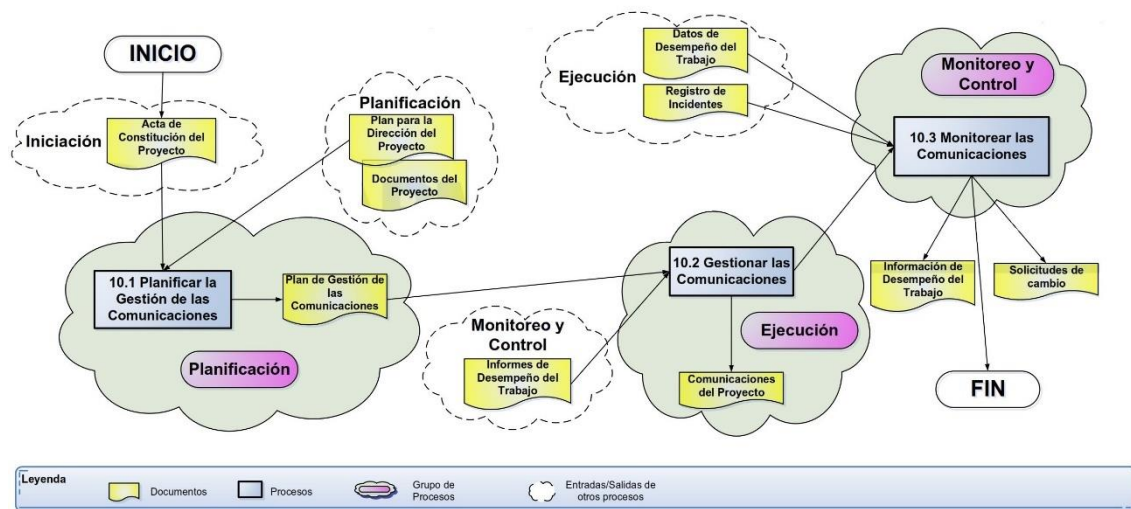 INICIO
Iniciación
Acta de
Constitución del
Proyecto
Planificación
Plan para la
Dirección del
Proyecto
Documentos del
Proyecto
Ejecución
Datos de
Desempeño del
Trabajo
Registro de
Incidentes
Monitoreo y
Control
10.3 Monitorear las
Comunicaciones
10.1 Planificar la
Gestión de las
Comunicaciones
Plan de Gestión de
las
Comunicaciones
Planificación
Monitoreo y
Control
Informes de
Desempeño del
Trabajo
10.2 Gestionar las
Comunicaciones
Ejecución
Comunicaciones
del Proyecto
Información de
Desempeño del
Trabajo
Solicitudes de
cambio
FIN
Leyenda
Documentos
Procesos
Grupo de
Procesos
Entradas/Salidas de
otros procesos